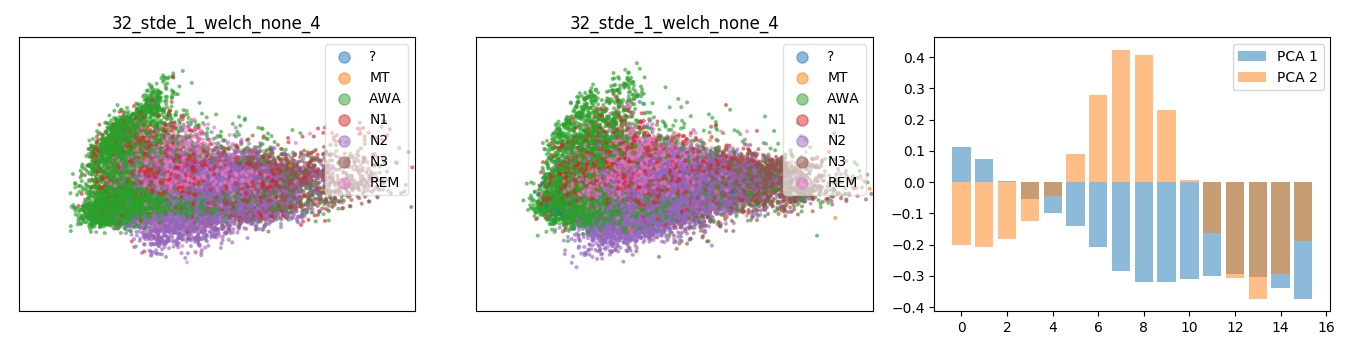 32_stde_1_welch_none_4
?
MT
AWA
N1
N2
N3
REM
32_stde_1_welch_none_4
?
MT
AWA
N1
N2
N3
REM
PCA 1
PCA 2
0.4
0.3
0.2
0.1
0.0
−0.1
−0.2
−0.3
−0.4
0 2 4 6 8 10 12 14 16